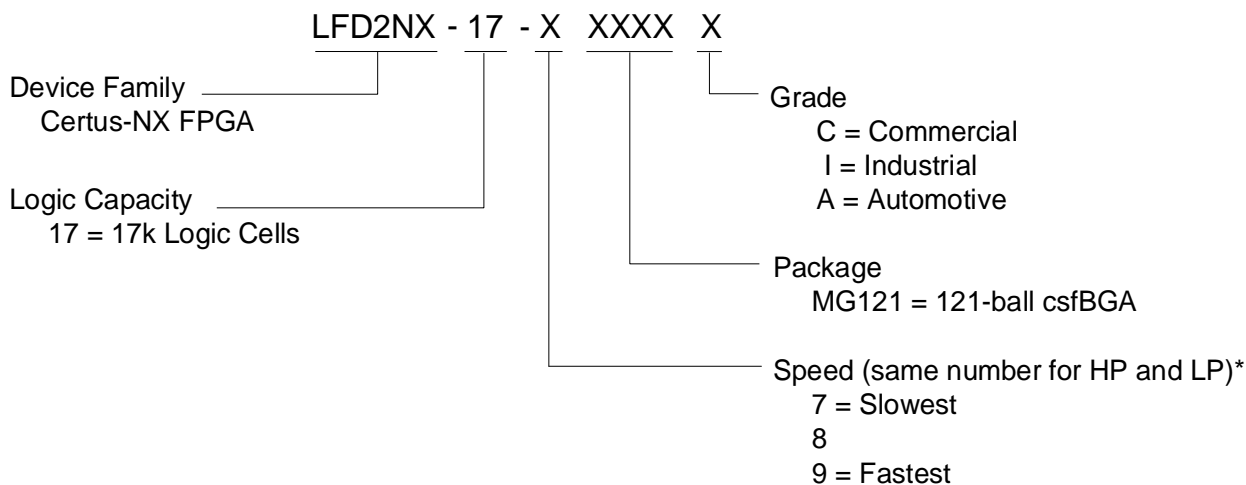 LFD2NX - 17 - X XXXX X
Device Family
Certus-NX FPGA
Logic Capacity
17 = 17k Logic Cells
Grade
C = Commercial
I = Industrial
A = Automotive
Package
MG121 = 121-ball csfBGA
Speed (same number for HP and LP)*
7 = Slowest
8
9 = Fastest